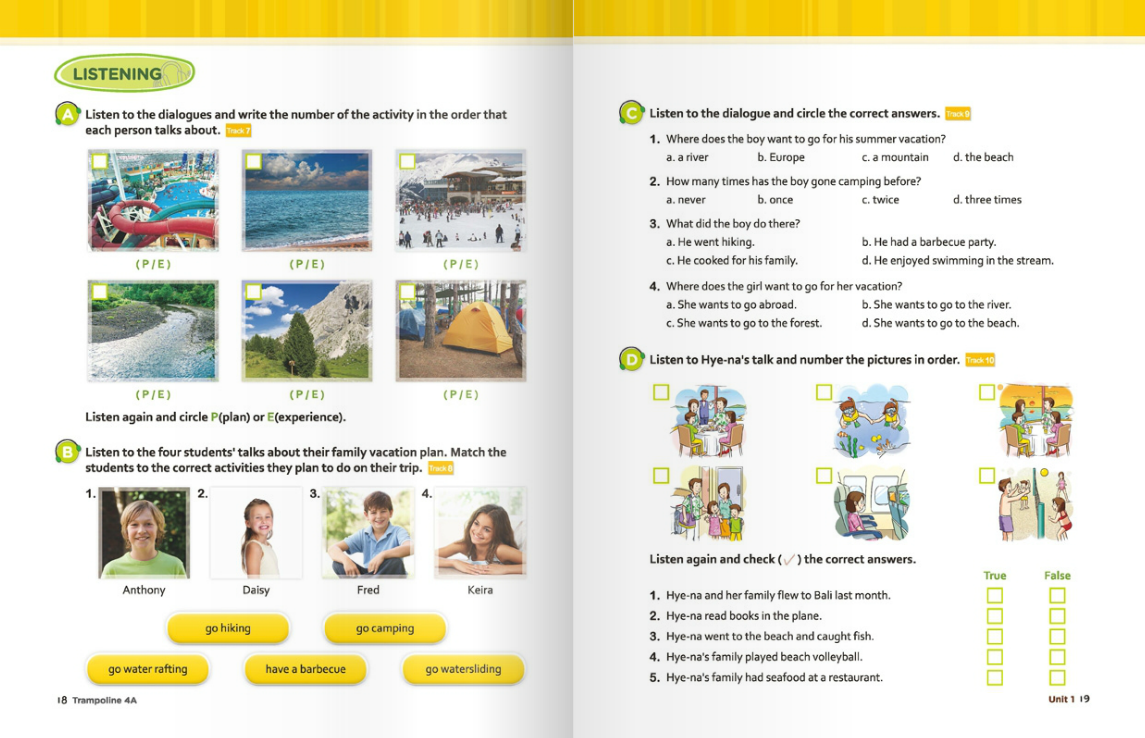 LISTENING
A Listen to the dialogues and write the number of the activity in the order that
each person talks about. Track 7
(P/E) (P/E) (P/E)
(P/E) (P/E) (P/E)
Listen again and circle P(plan) or E(experience).
B Listen to the four students' talks about their family vacation plan. Match the
students to the correct activities they plan to do on their trip. Track 8
1. 2. 3. 4.
Anthony Daisy Fred Keira
go hiking go camping
go water rafting have a barbecue go watersliding
18 Trampoline 4A
C Listen to the dialogue and circle the correct answers. Track 9
1. Where does the boy want to go for his summer vacation?
a. a river b. Europe c. a mountain d. the beach
2. How many times has the boy gone camping before?
a. never b. once c. twice d. three times
3. What did the boy do there?
a. He went hiking. b. He had a barbecue party.
c. He cooked for his family. d. He enjoyed swimming in the stream.
4. Where does the girl want to go for her vacation?
a. She wants to go abroad. b. She wants to go to the river.
c. She wants to go to the forest. d. She wants to go to the beach.
D Listen to Hye-na's talk and number the pictures in order. Track 10
Listen again and check (✓) the correct answers.
True False
1. Hye-na and her family flew to Bali last month.
2. Hye-na read books in the plane.
3. Hye-na went to the beach and caught fish.
4. Hye-na's family played beach volleyball.
5. Hye-na's family had seafood at a restaurant.
Unit 1 19